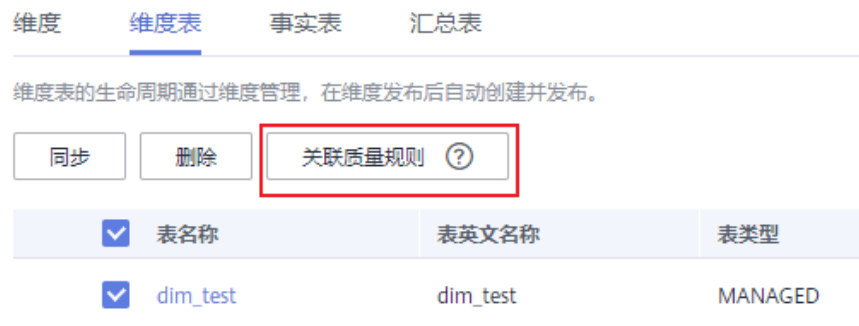 维度 维度表 事实表 汇总表
维度表的生命周期通过维度管理，在维度发布后自动创建并发布。
同步 删除 关联质量规则 ?
表名称 表英文名称 表类型
dim_test dim_test MANAGED